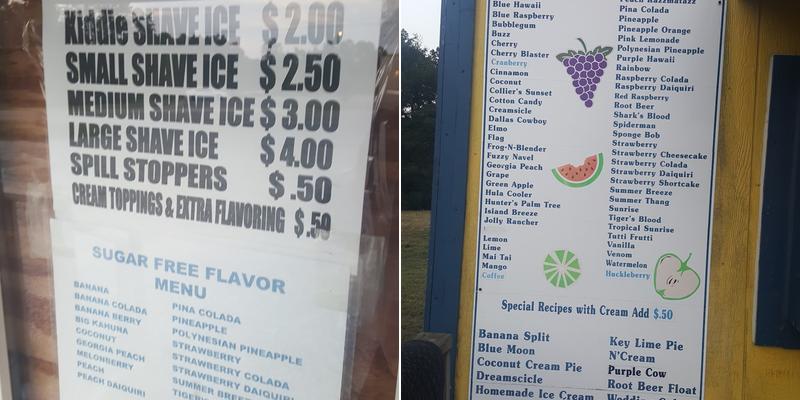 Kiddie SHAVE ICE $ 2.00
SMALL SHAVE ICE $ 2.50
MEDIUM SHAVE ICE $ 3.00
LARGE SHAVE ICE $ 4.00
SPILL STOPPERS $ .50
CREAM TOPPINGS & EXTRA FLAVORING $ .50
SUGAR FREE FLAVOR
MENU
BANANA
BANANA COLADA
BANANA BERRY
BIG KAHUNA
COCONUT
GEORGIA PEACH
MELONBERRY
PEACH
PEACH DAIQUIRI
PINA COLADA
PINEAPPLE
POLYNESIAN PINEAPPLE
STRAWBERRY
STRAWBERRY COLADA
STRAWBERRY DAIQUIRI
SUMMER BREEZE
Blue Hawaii
Blue Raspberry
Bubblegum
Buzz
Cherry
Cherry Blaster
Cranberry
Cinnamon
Coconut
Collier's Sunset
Cotton Candy
Creamsicle
Dallas Cowboy
Elmo
Flag
Frog-N-Blender
Fuzzy Navel
Georgia Peach
Grape
Green Apple
Hula Cooler
Hunter's Palm Tree
Island Breeze
Jolly Rancher
Lemon
Lime
Mai Tai
Mango
Coffee
Peach Razzmatazz
Pina Colada
Pineapple
Pineapple Orange
Pink Lemonade
Polynesian Pineapple
Purple Hawaii
Rainbow
Raspberry Colada
Raspberry Daiquiri
Red Raspberry
Root Beer
Shark's Blood
Spiderman
Sponge Bob
Strawberry
Strawberry Cheesecake
Strawberry Colada
Strawberry Daiquiri
Strawberry Shortcake
Summer Breeze
Summer Thang
Sunrise
Tiger's Blood
Tropical Sunrise
Tutti Frutti
Vanilla
Venom
Watermelon
Huckleberry
Special Recipes with Cream Add $.50
Banana Split
Blue Moon
Coconut Cream Pie
Dreamscicle
Homemade Ice Cream
Key Lime Pie
N'Cream
Purple Cow
Root Beer Float